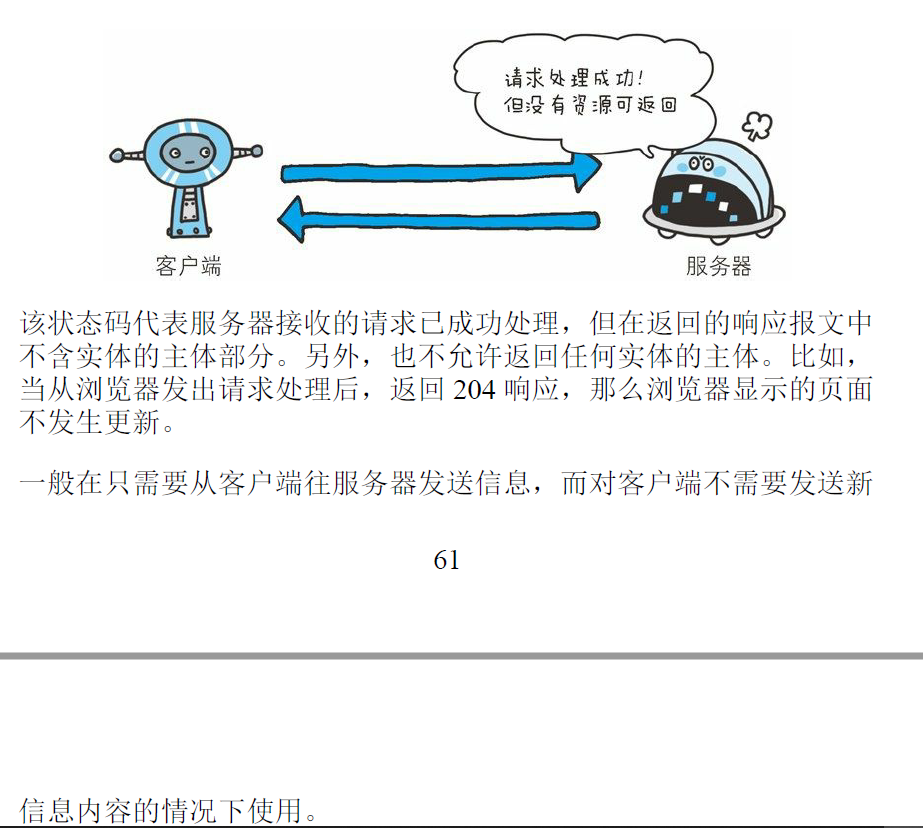 请求处理成功！
但没有资源可返回
客户端
服务器
该状态码代表服务器接收的请求已成功处理，但在返回的响应报文中
不含实体的主体部分。另外，也不允许返回任何实体的主体。比如，
当从浏览器发出请求处理后，返回 204 响应，那么浏览器显示的页面
不发生更新。
一般在只需要从客户端往服务器发送信息，而对客户端不需要发送新
61
信息内容的情况下使用。